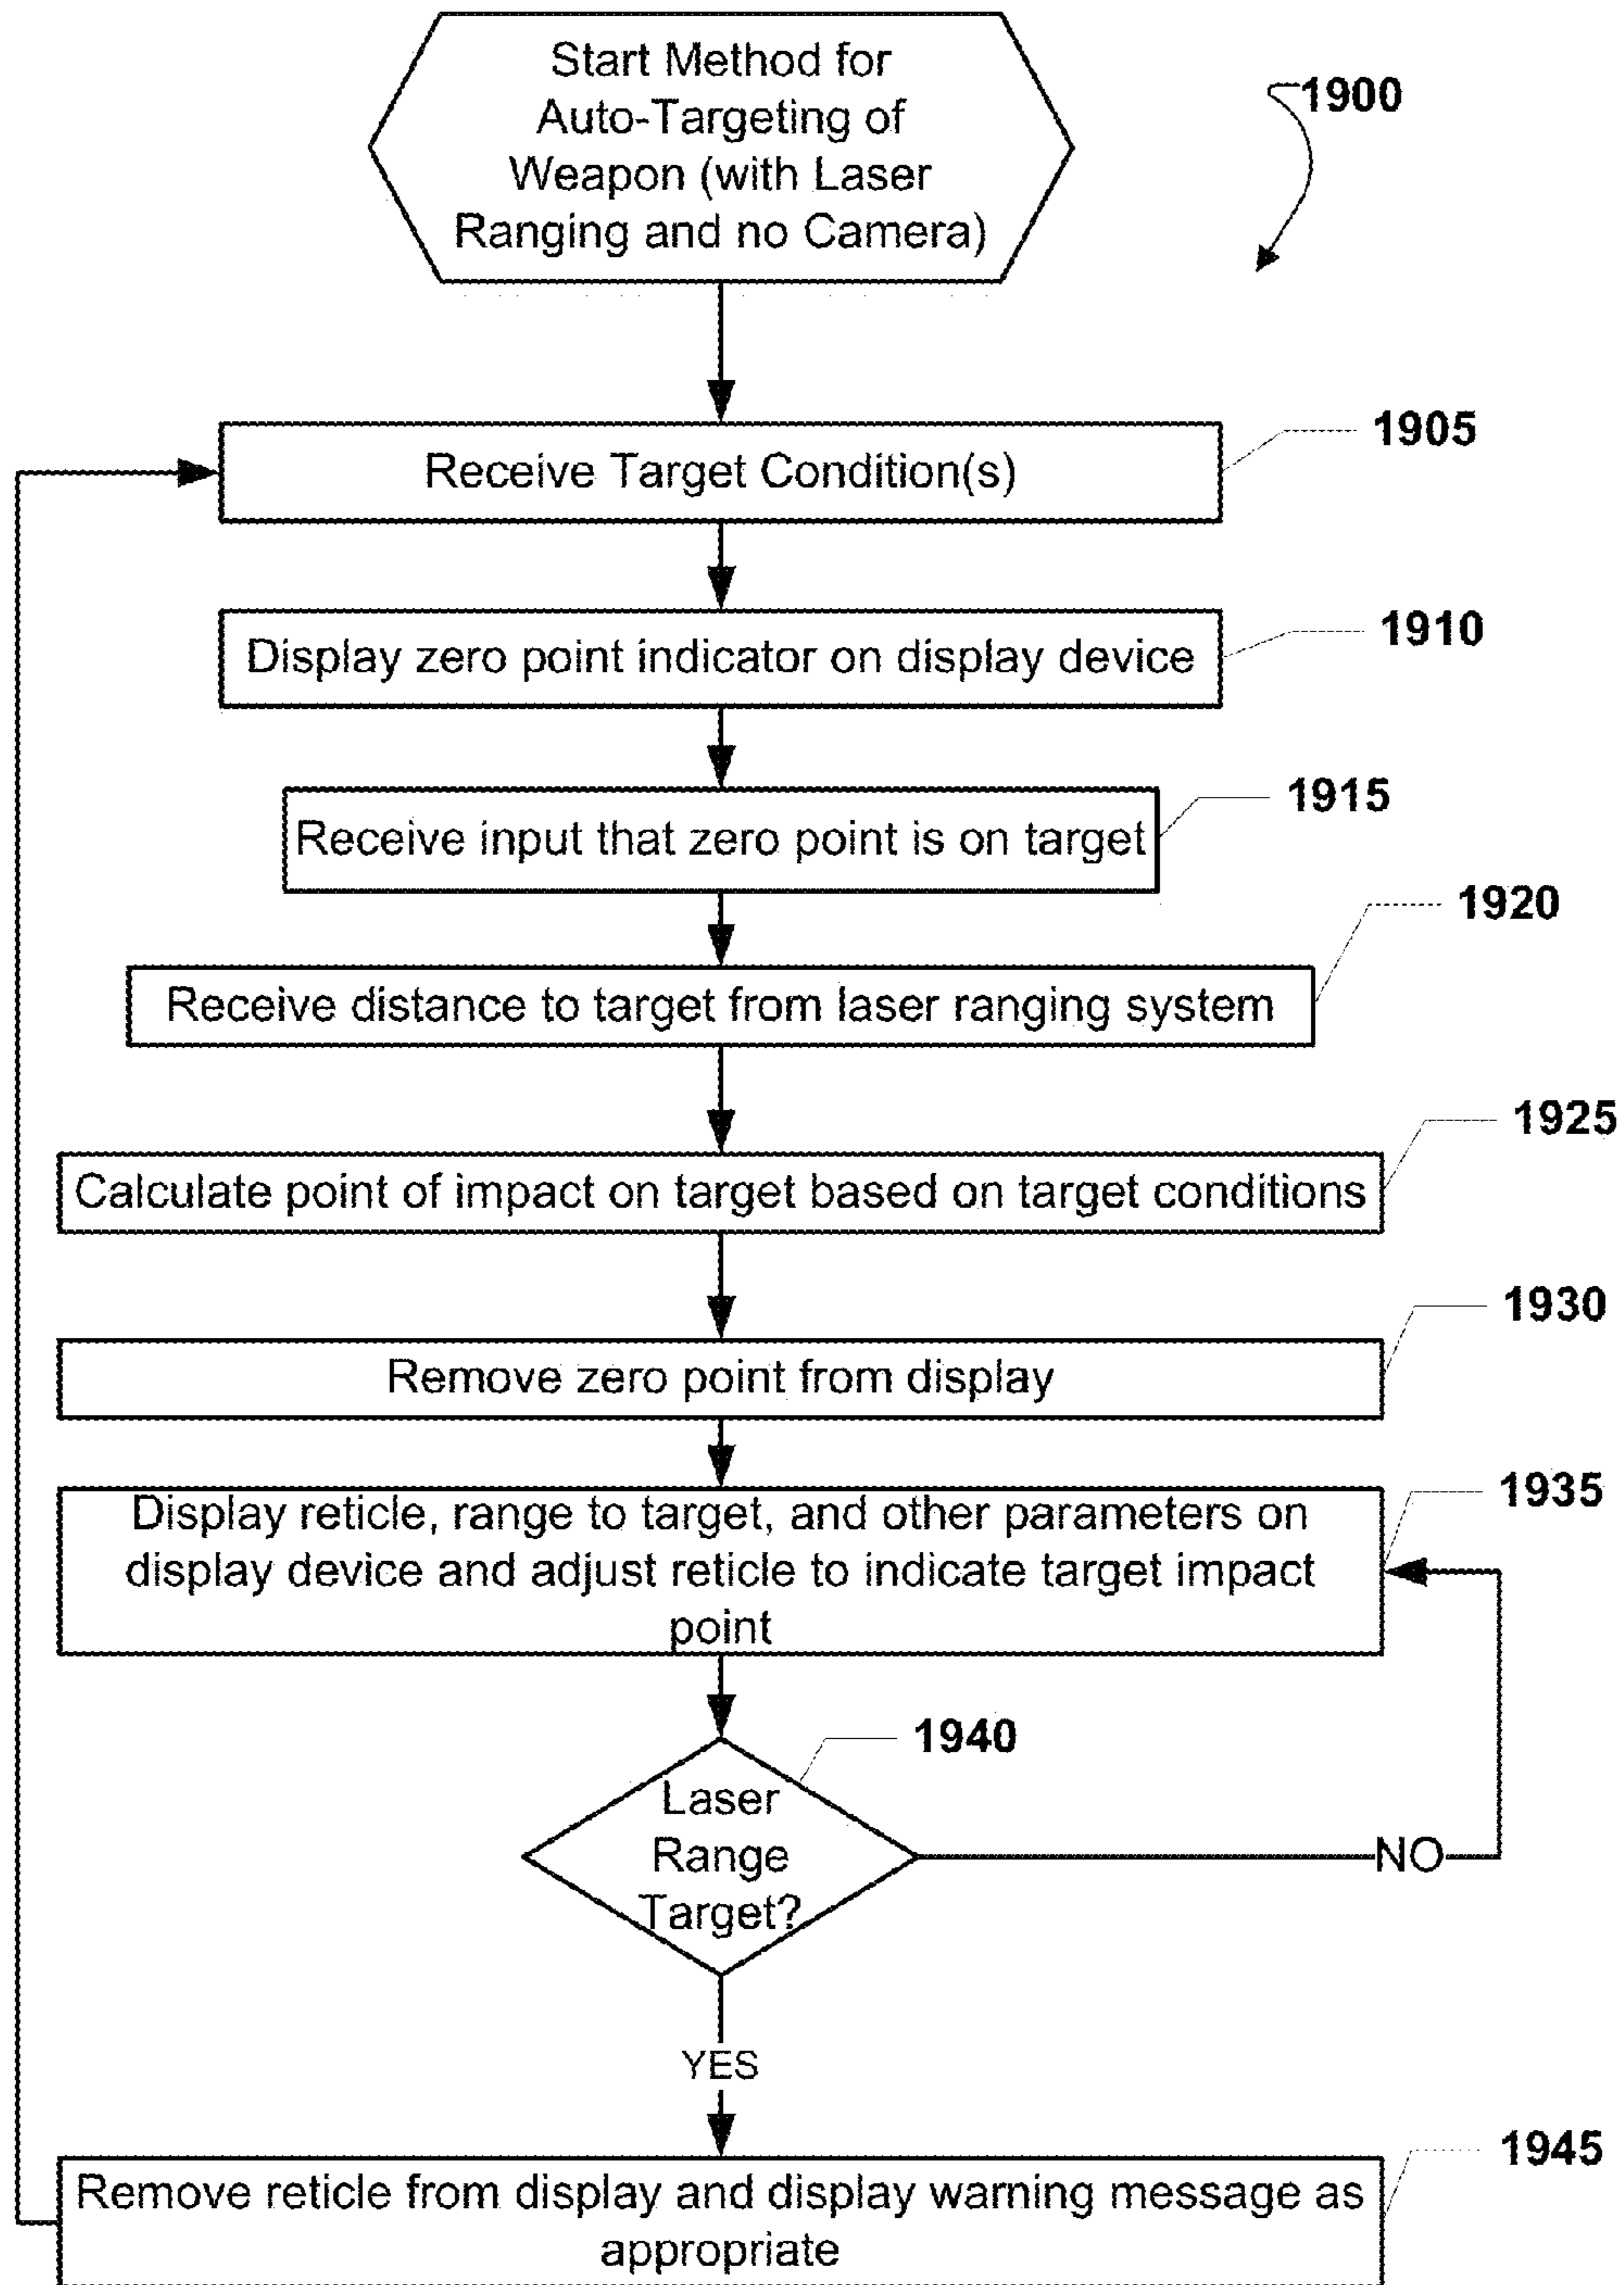 Start Method for
Auto-Targeting of
Weapon (with Laser
Ranging and no Camera)
1900
Receive Target Condition(s)
1905
Display zero point indicator on display device
1910
Receive input that zero point is on target
1915
Receive distance to target from laser ranging system
1920
Calculate point of impact on target based on target conditions
1925
Remove zero point from display
1930
Display reticle, range to target, and other parameters on
display device and adjust reticle to indicate target impact
point
1935
Laser
Range
Target?
1940
NO
YES
Remove reticle from display and display warning message as
appropriate
1945